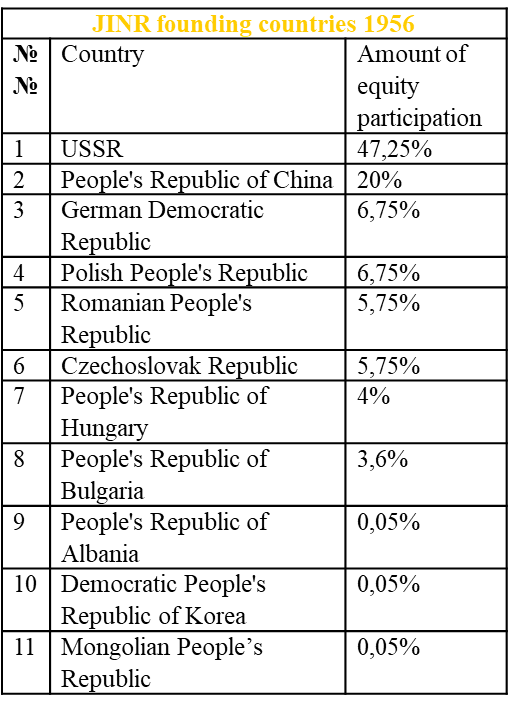 JINR founding countries 1956
№ Country Amount of
№ equity
participation
1 USSR 47,25%
2 People's Republic of China 20%
3 German Democratic 6,75%
Republic
4 Polish People's Republic 6,75%
5 Romanian People's 5,75%
Republic
6 Czechoslovak Republic 5,75%
7 People's Republic of 4%
Hungary
8 People's Republic of 3,6%
Bulgaria
9 People's Republic of 0,05%
Albania
10 Democratic People's 0,05%
Republic of Korea
11 Mongolian People’s 0,05%
Republic